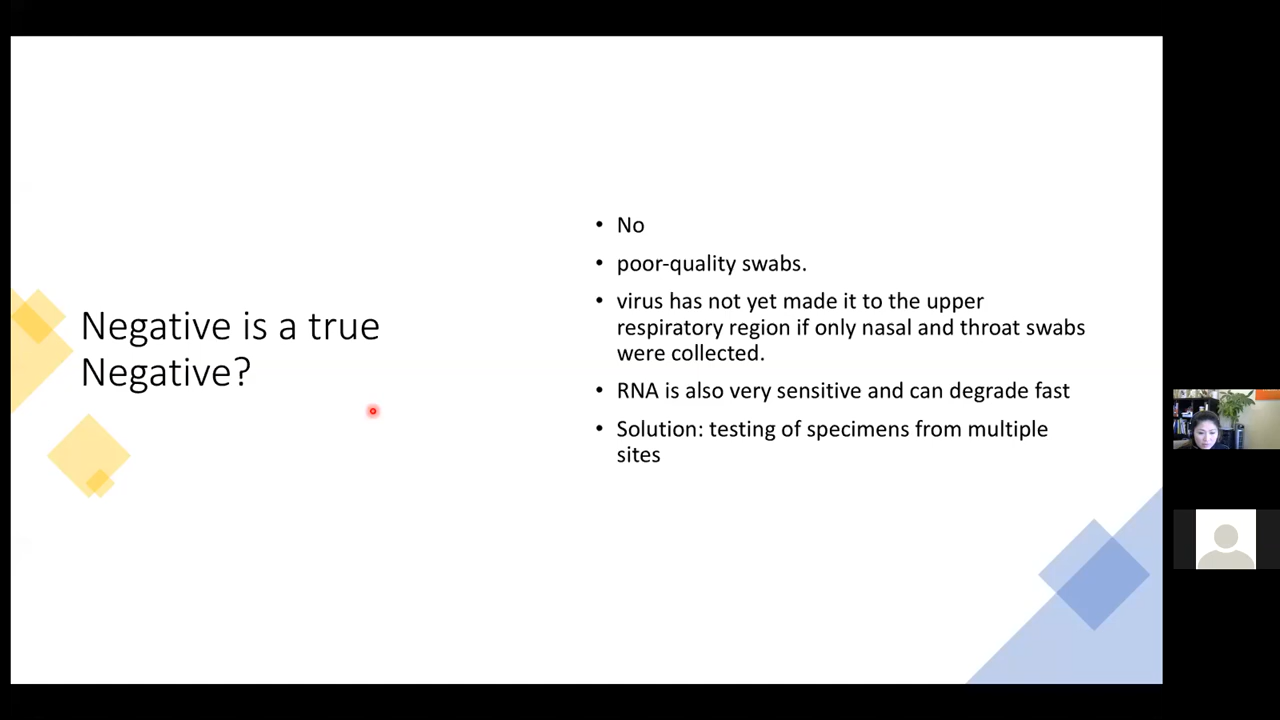 Negative is a true
Negative?
• No
• poor-quality swabs.
• virus has not yet made it to the upper
respiratory region if only nasal and throat swabs
were collected.
• RNA is also very sensitive and can degrade fast
• Solution: testing of specimens from multiple
sites